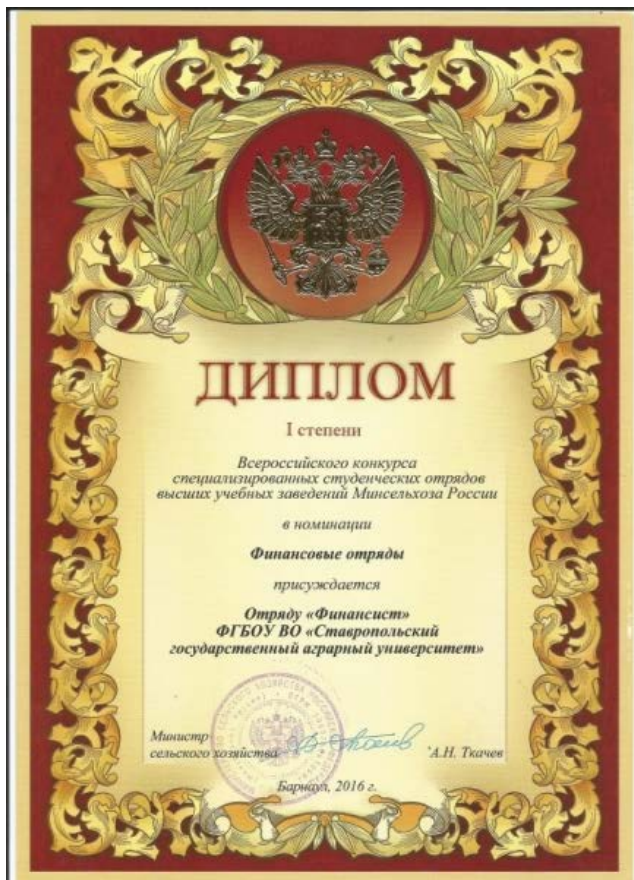 ДИПЛОМ
I степени
Всероссийского конкурса
специализированных студенческих отрядов
высших учебных заведений Минсельхоза России
в номинации
Финансовые отряды
присуждается
Отряду «Финансист»
ФГБОУ ВО «Ставропольский
государственный аграрный университет»
Министр
сельского хозяйства А.Н. Ткачев
Барнаул, 2016 г.